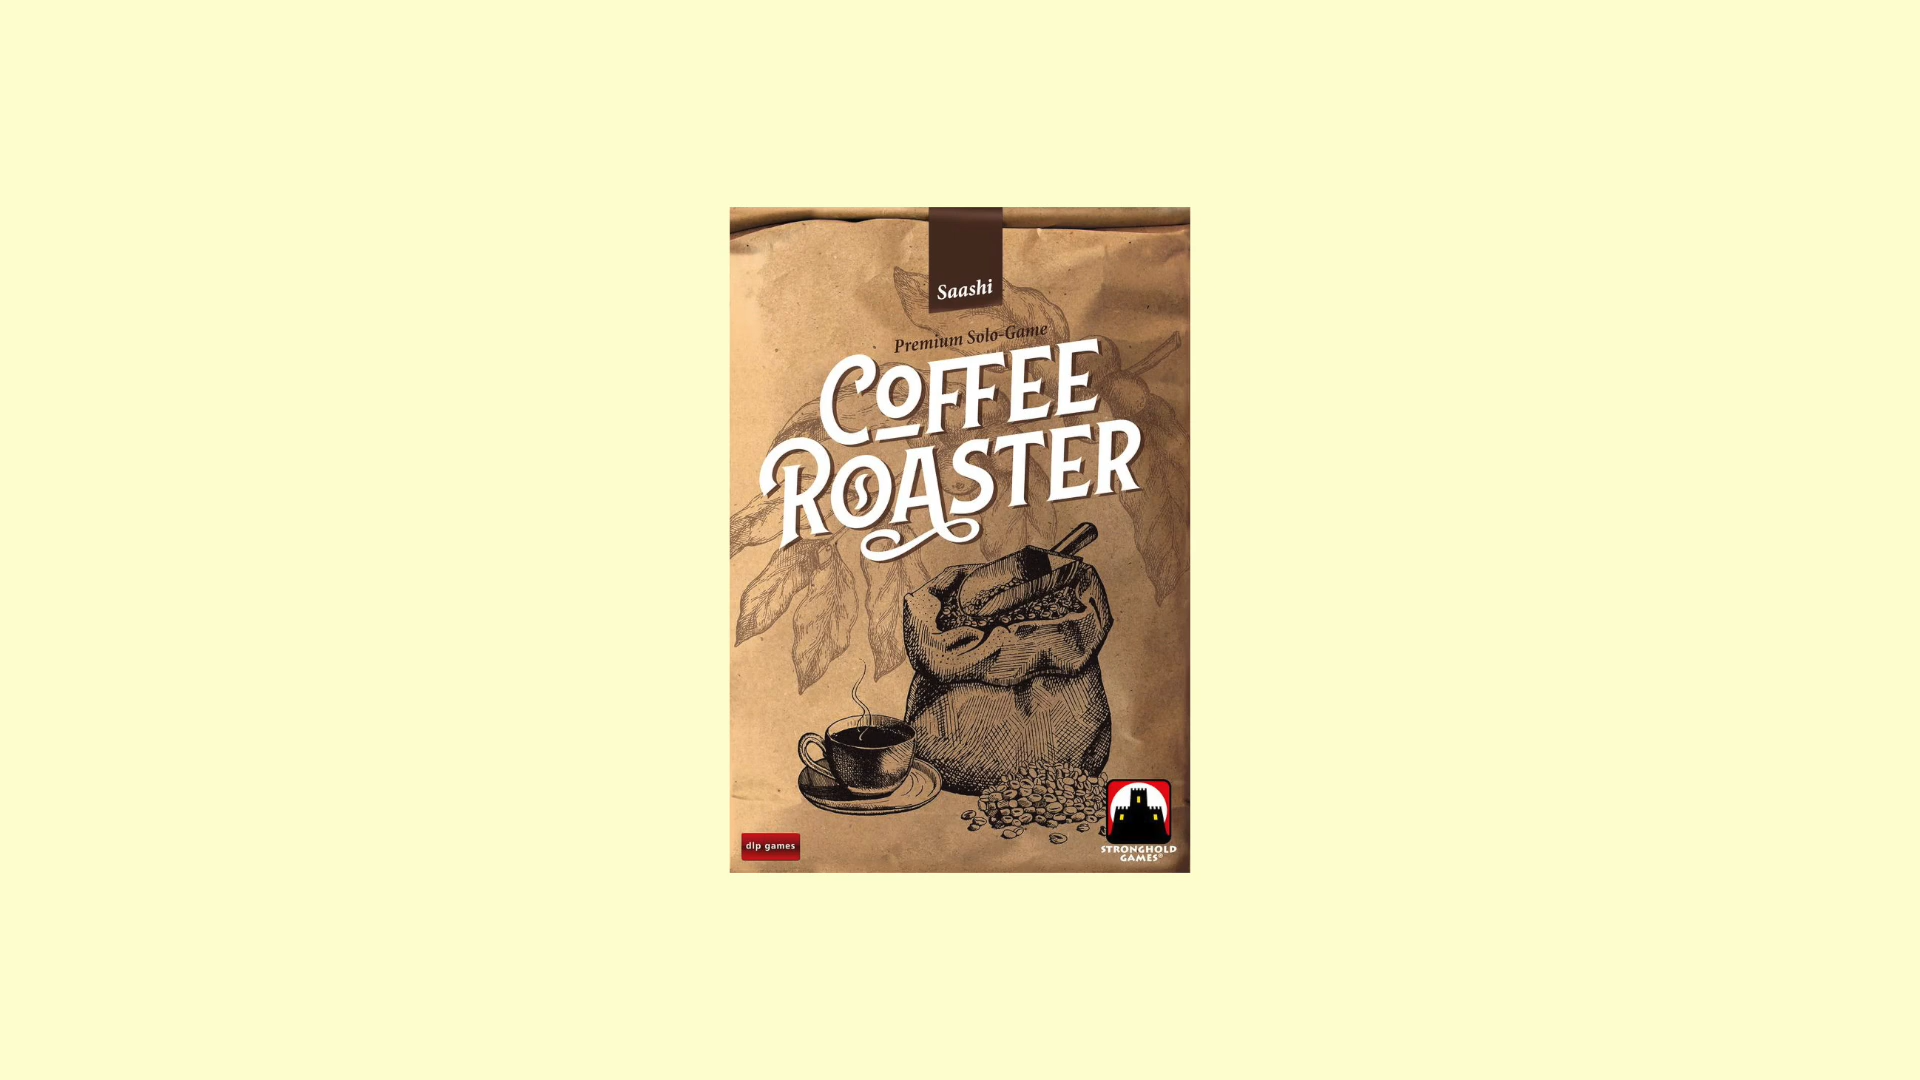 Saashi
Premium Solo-Game
COFFEE
ROASTER
dlp games
STRONGHOLD
GAMES®